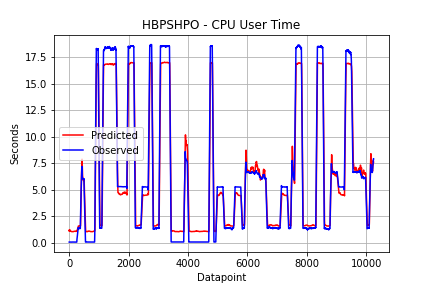 HBPSHPO - CPU User Time
Seconds
17.5
15.0
12.5
10.0
7.5
5.0
2.5
0.0
Predicted
Observed
0 2000 4000 6000 8000 10000
Datapoint